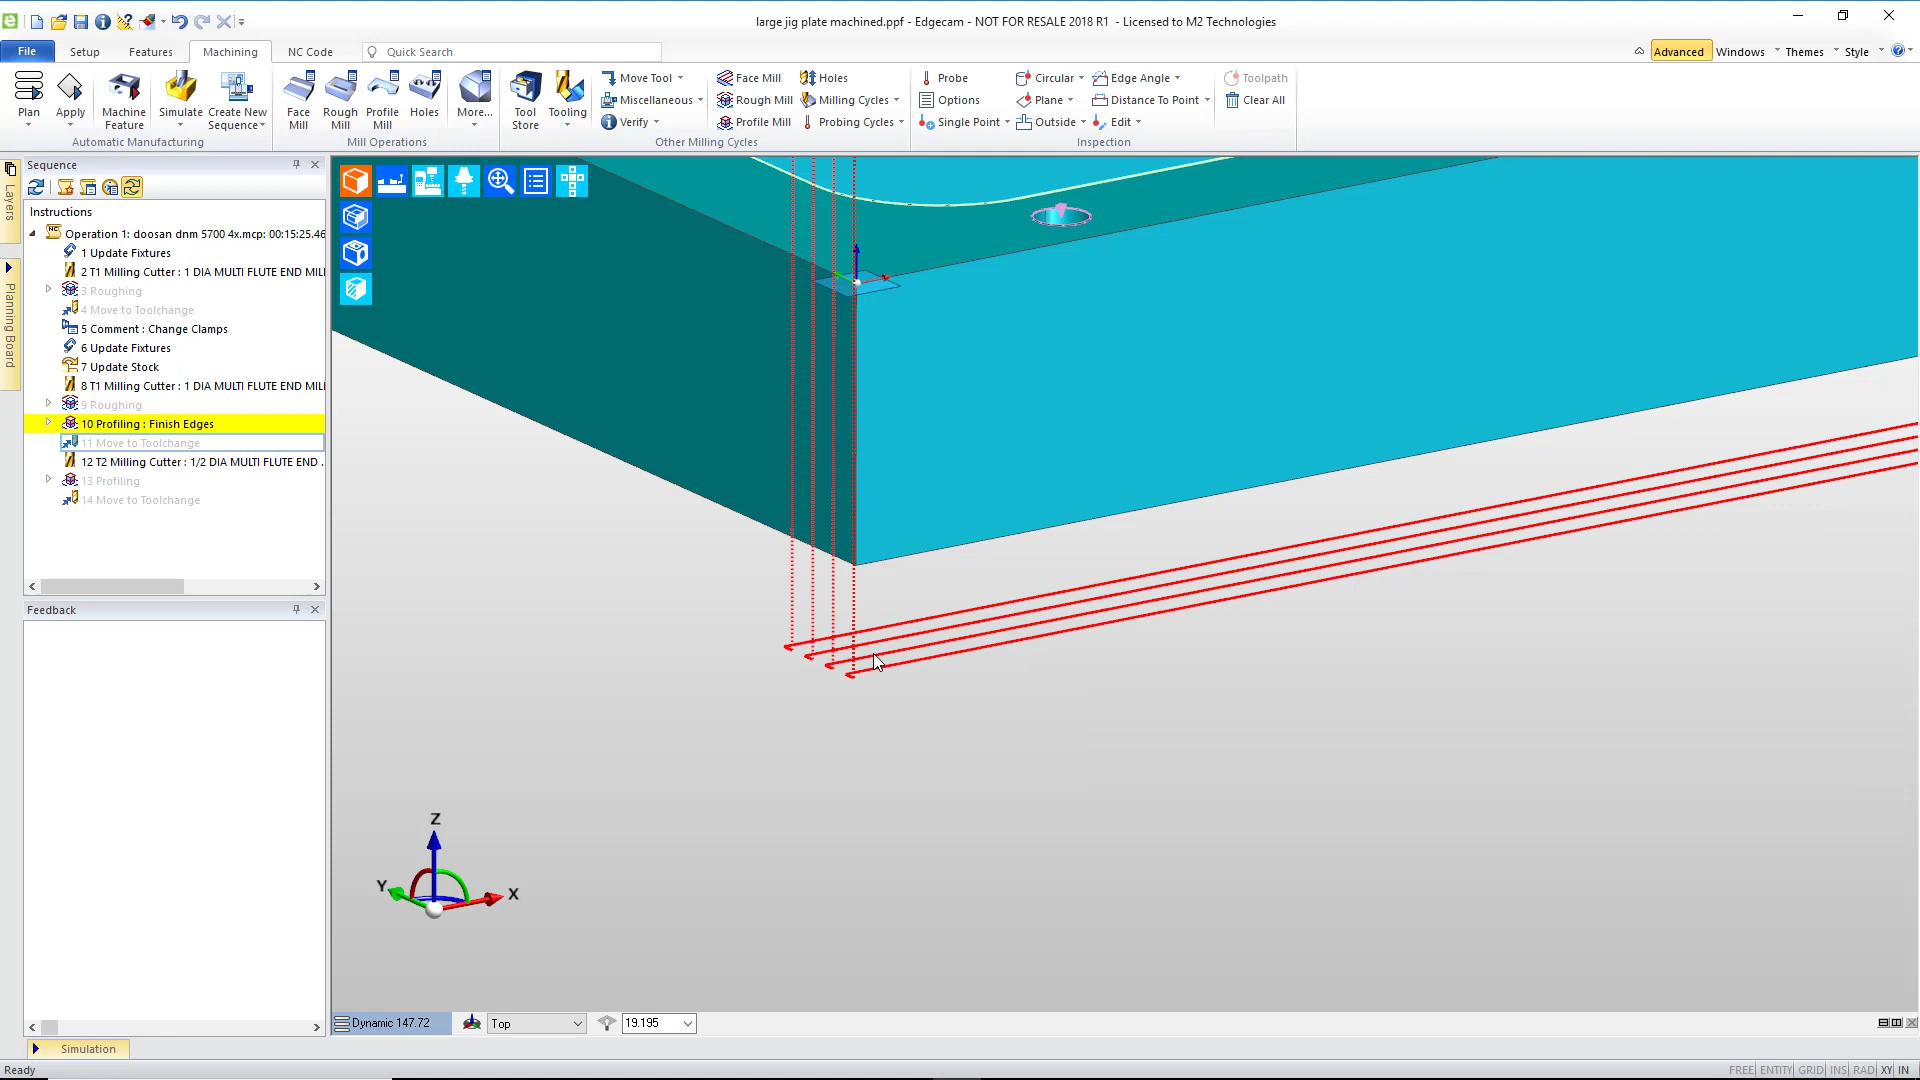 large jig plate machined.ppf - Edgecam - NOT FOR RESALE 2018 R1 - Licensed to M2 Technologies
File Setup Features Machining NC Code Quick Search Advanced Windows Themes Style
Plan Apply Machine Feature Simulate Create New Sequence Face Mill Rough Mill Profile Mill Holes More... Tool Store Tooling
Move Tool Face Mill Holes Probe Circular Edge Angle Toolpath
Miscellaneous Rough Mill Milling Cycles Options Plane Distance To Point Clear All
Verify Profile Mill Probing Cycles Single Point Outside Edit
Automatic Manufacturing Mill Operations Other Milling Cycles Inspection
Layers
Planning Board
Sequence
Instructions
Operation 1: doosan dnm 5700 4x.mcp: 00:15:25.46
1 Update Fixtures
2 T1 Milling Cutter : 1 DIA MULTI FLUTE END MILL
3 Roughing
4 Move to Toolchange
5 Comment : Change Clamps
6 Update Fixtures
7 Update Stock
8 T1 Milling Cutter : 1 DIA MULTI FLUTE END MILL
9 Roughing
10 Profiling : Finish Edges
11 Move to Toolchange
12 T2 Milling Cutter : 1/2 DIA MULTI FLUTE END .
13 Profiling
14 Move to Toolchange
Feedback
Z
Y
X
Dynamic 147.72 Top 19.195
Simulation
Ready FREE ENTITY GRID INS RAD XY IN